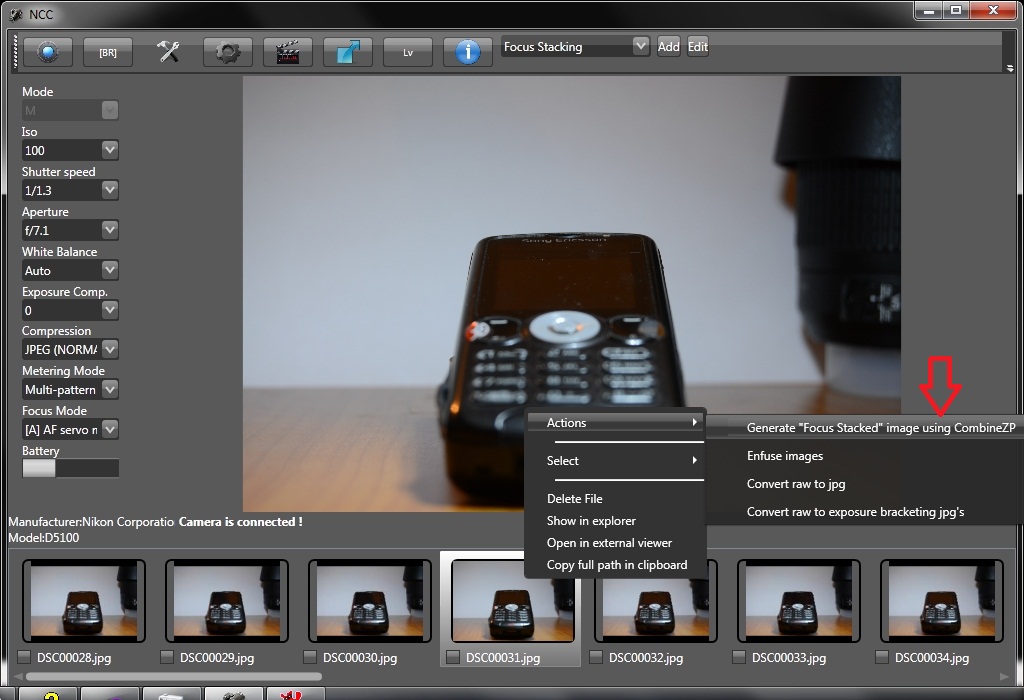 NCC
[BR]
Lv
Focus Stacking
Add
Edit
Mode
M
Iso
100
Shutter speed
1/1.3
Aperture
f/7.1
White Balance
Auto
Exposure Comp.
0
Compression
JPEG (NORMA
Metering Mode
Multi-pattern
Focus Mode
[A] AF servo m
Battery
Sony Ericsson
Actions
Select
Delete File
Show in explorer
Open in external viewer
Copy full path in clipboard
Generate "Focus Stacked" image using CombineZP
Enfuse images
Convert raw to jpg
Convert raw to exposure bracketing jpg's
Manufacturer:Nikon Corporatio Camera is connected !
Model:D5100
DSC00028.jpg
DSC00029.jpg
DSC00030.jpg
DSC00031.jpg
DSC00032.jpg
DSC00033.jpg
DSC00034.jpg